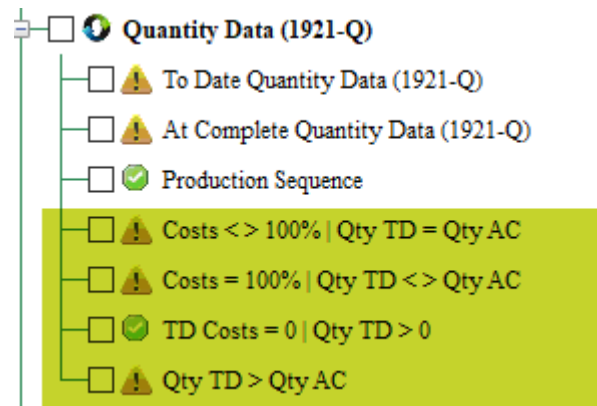 Quantity Data (1921-Q)
To Date Quantity Data (1921-Q)
At Complete Quantity Data (1921-Q)
Production Sequence
Costs <> 100% | Qty TD = Qty AC
Costs = 100% | Qty TD <> Qty AC
TD Costs = 0 | Qty TD > 0
Qty TD > Qty AC